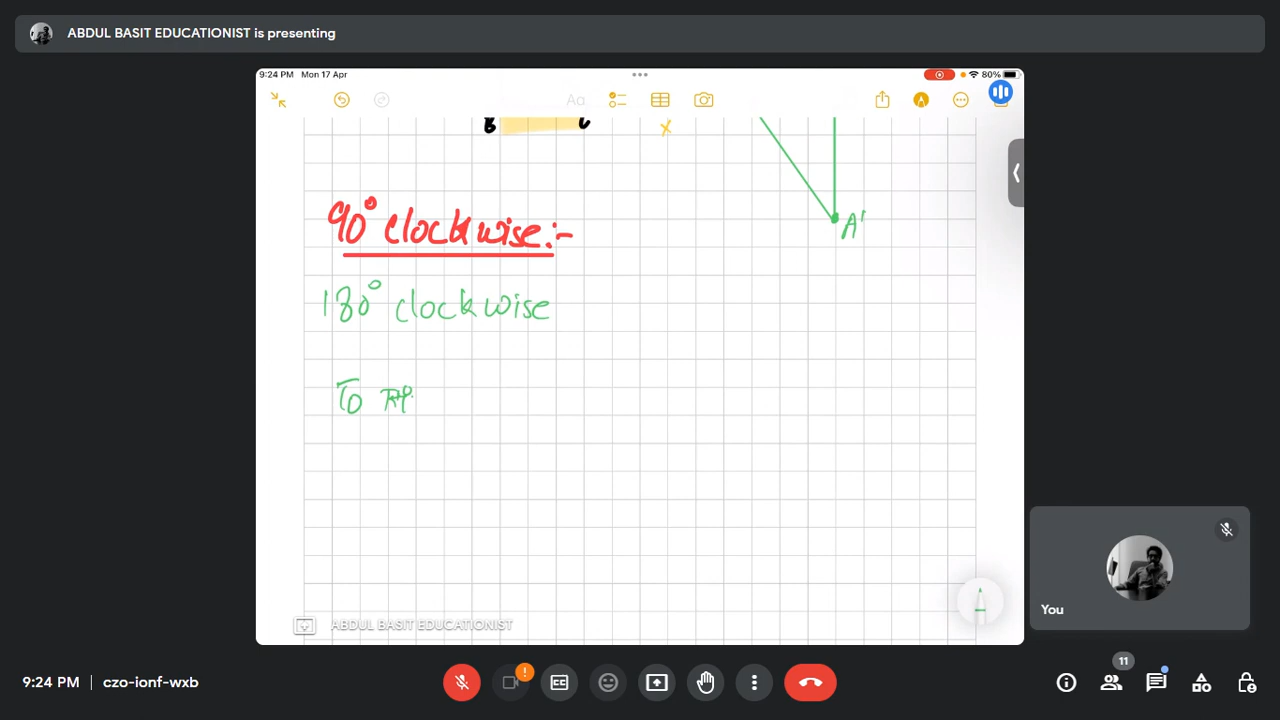 ABDUL BASIT EDUCATIONIST is presenting
9:24 PM Mon 17 Apr
80%
Aa
B C
x
A'
90° clockwise:-
180° clockwise
To
ABDUL BASIT EDUCATIONIST
You
9:24 PM | czo-ionf-wxb
11